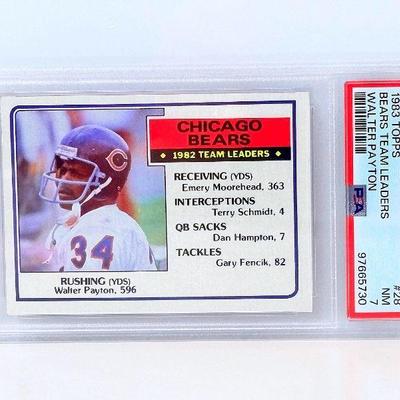 CHICAGO
BEARS
1982 TEAM LEADERS
RECEIVING (YDS)
Emery Moorehead, 363
INTERCEPTIONS
Terry Schmidt, 4
QB SACKS
Dan Hampton, 7
TACKLES
Gary Fencik, 82
34
RUSHING (YDS)
Walter Payton, 596
1983 TOPPS #28
BEARS TEAM LEADERS NM
WALTER PAYTON 7
PSA 97665730